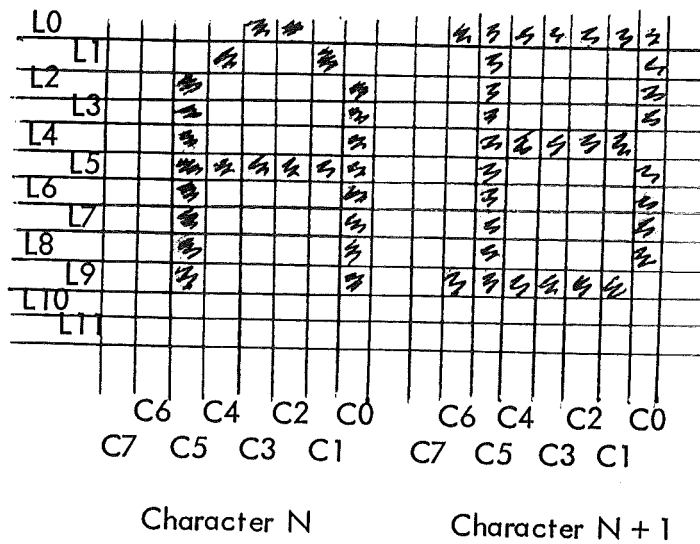 L0
L1
L2
L3
L4
L5
L6
L7
L8
L9
L10
L11
C6 C4 C2 C0 C6 C4 C2 C0
C7 C5 C3 C1 C7 C5 C3 C1
Character N Character N + 1